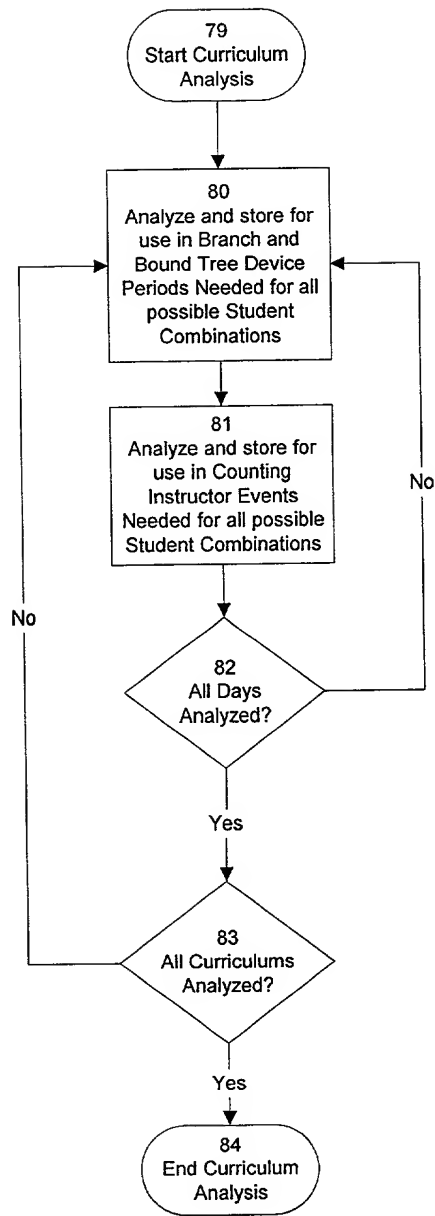 79
Start Curriculum
Analysis
80
Analyze and store for
use in Branch and
Bound Tree Device
Periods Needed for all
possible Student
Combinations
81
Analyze and store for
use in Counting
Instructor Events
Needed for all possible
Student Combinations
No
No
82
All Days
Analyzed?
Yes
83
All Curriculums
Analyzed?
Yes
84
End Curriculum
Analysis